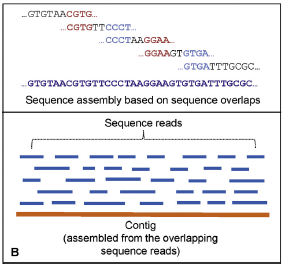 ...GTGTAACGTG...
...CGTGTTCCCT...
...CCCTAAGGAA...
...GGAAGTGTGA...
...GTGATTTGCGC...
...GTGTAACGTGTTCCCTAAGGAAGTGTGATTTGCGC...
Sequence assembly based on sequence overlaps
Sequence reads
Contig
B
(assembled from the overlapping
sequence reads)